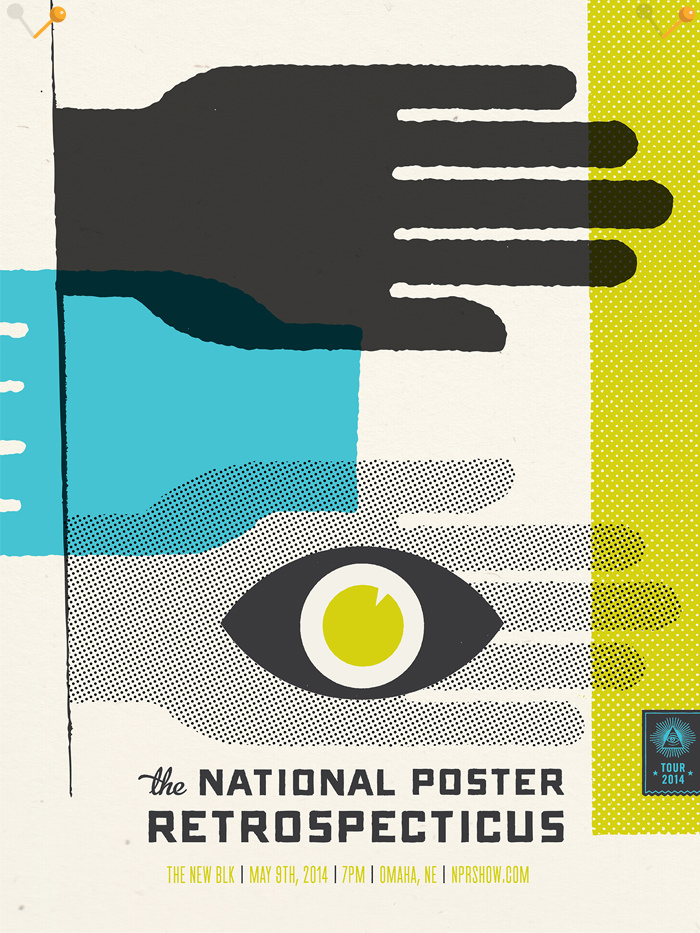 TOUR
2014
the NATIONAL POSTER
RETROSPECTICUS
THE NEW BLK | MAY 9TH, 2014 | 7PM | OMAHA, NE | NPRSHOW.COM